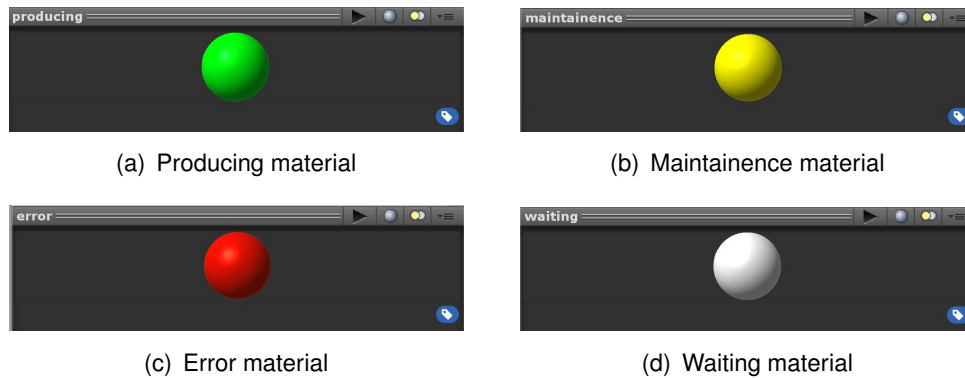 producing
maintainence
(a) Producing material
(b) Maintainence material
error
waiting
(c) Error material
(d) Waiting material